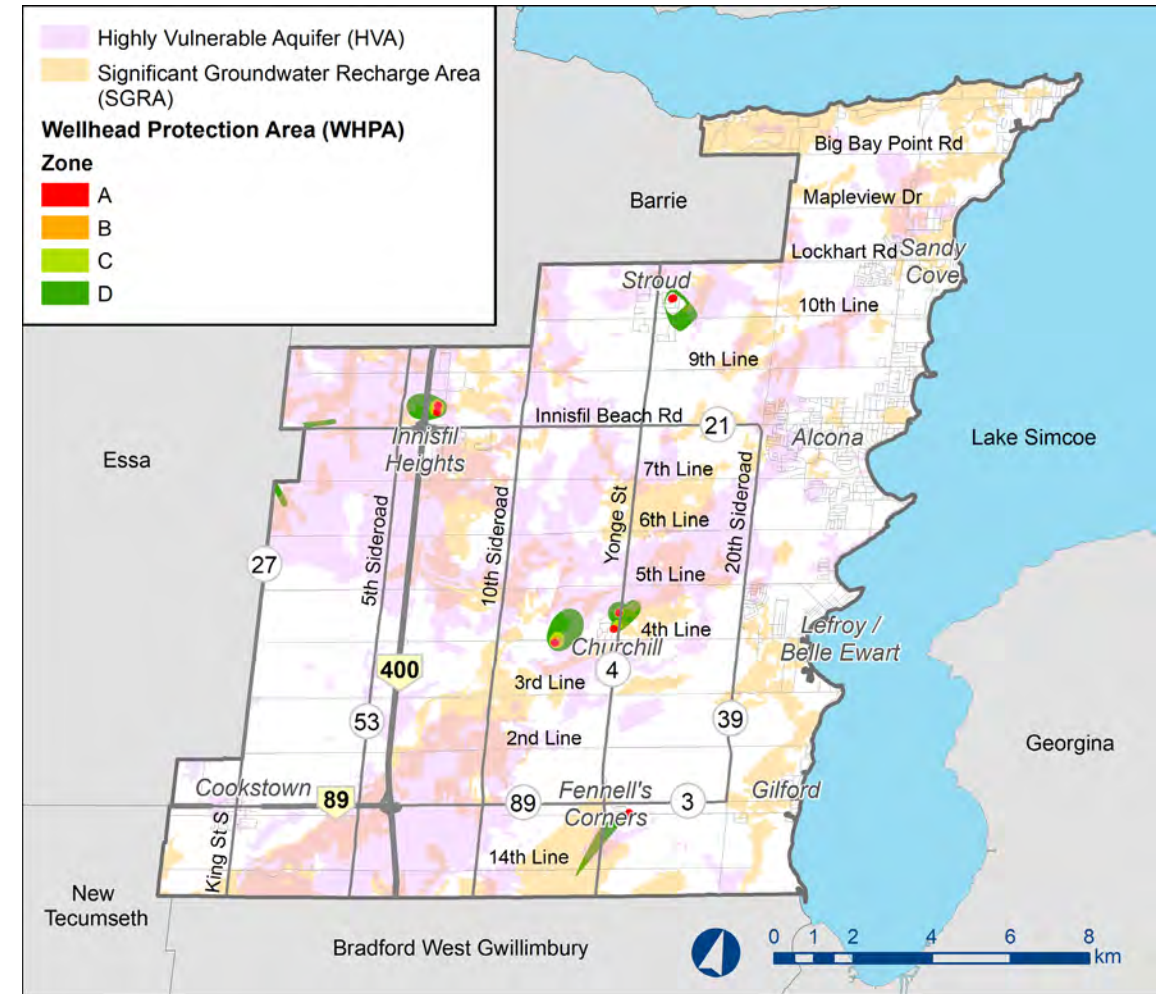 Highly Vulnerable Aquifer (HVA)
Significant Groundwater Recharge Area
(SGRA)
Wellhead Protection Area (WHPA)
Zone
A
B
C
D
Big Bay Point Rd
Barrie
Mapleview Dr
Lockhart Rd
Sandy
Cove
Stroud
10th Line
9th Line
Innisfil Beach Rd
21
Innisfil
Heights
Alcona
Lake Simcoe
Essa
7th Line
6th Line
Yonge St
20th Sideroad
5th Sideroad
10th Sideroad
27
5th Line
4th Line
Churchill
Lefroy /
Belle Ewart
400
4
3rd Line
53
39
2nd Line
Georgina
Cookstown
89
89
Fennell's
Corners
3
Gilford
King St S
14th Line
New
Tecumseth
Bradford West Gwillimbury
0 1 2 4 6 8
km